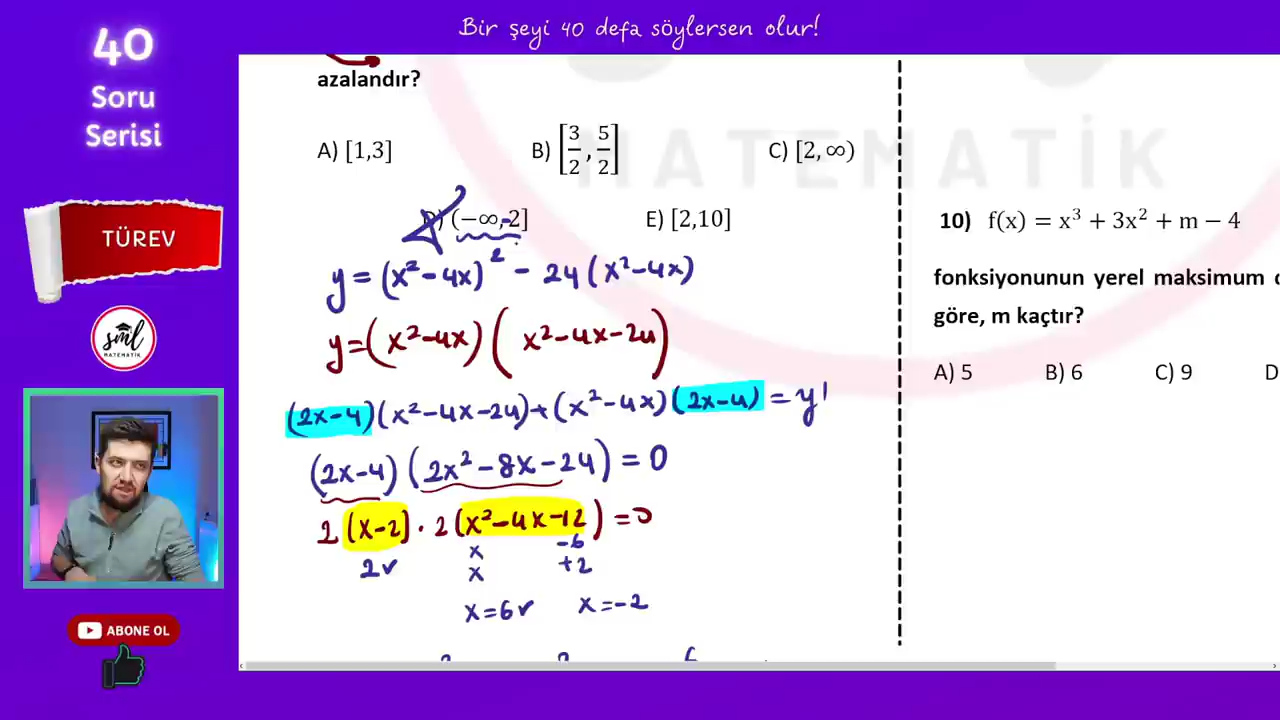 Bir şeyi 40 defa söylersen olur!
40
Soru
Serisi
TÜREV
sml
MATEMATİK
ABONE OL
azalandır?
A) [1,3]
B) [3/2, 5/2]
C) [2, ∞)
D) (−∞,-2]
E) [2,10]
y = (x² − 4x)² − 24 (x² − 4x)
y = (x² − 4x) (x² − 4x − 24)
(2x − 4)(x² − 4x − 24) + (x² − 4x)(2x − 4) = y'
(2x − 4) (2x² − 8x − 24) = 0
2 (x − 2) · 2 (x² − 4x − 12) = 0
x −6
2✓ x +2
x = 6✓ x = −2
MATEMATİK
10) f(x) = x³ + 3x² + m − 4
fonksiyonunun yerel maksimum
göre, m kaçtır?
A) 5 B) 6 C) 9 D